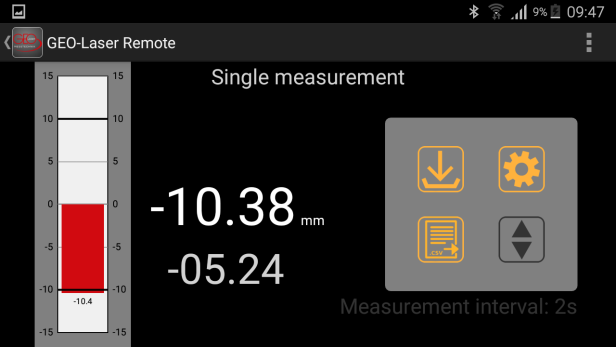 9% 09:47
GEO-Laser Remote
Single measurement
15 15
10 10
5 5
0 0
-5 -5
-10 -10
-10.4
-15 -15
-10.38 mm
-05.24
.CSV
Measurement interval: 2s